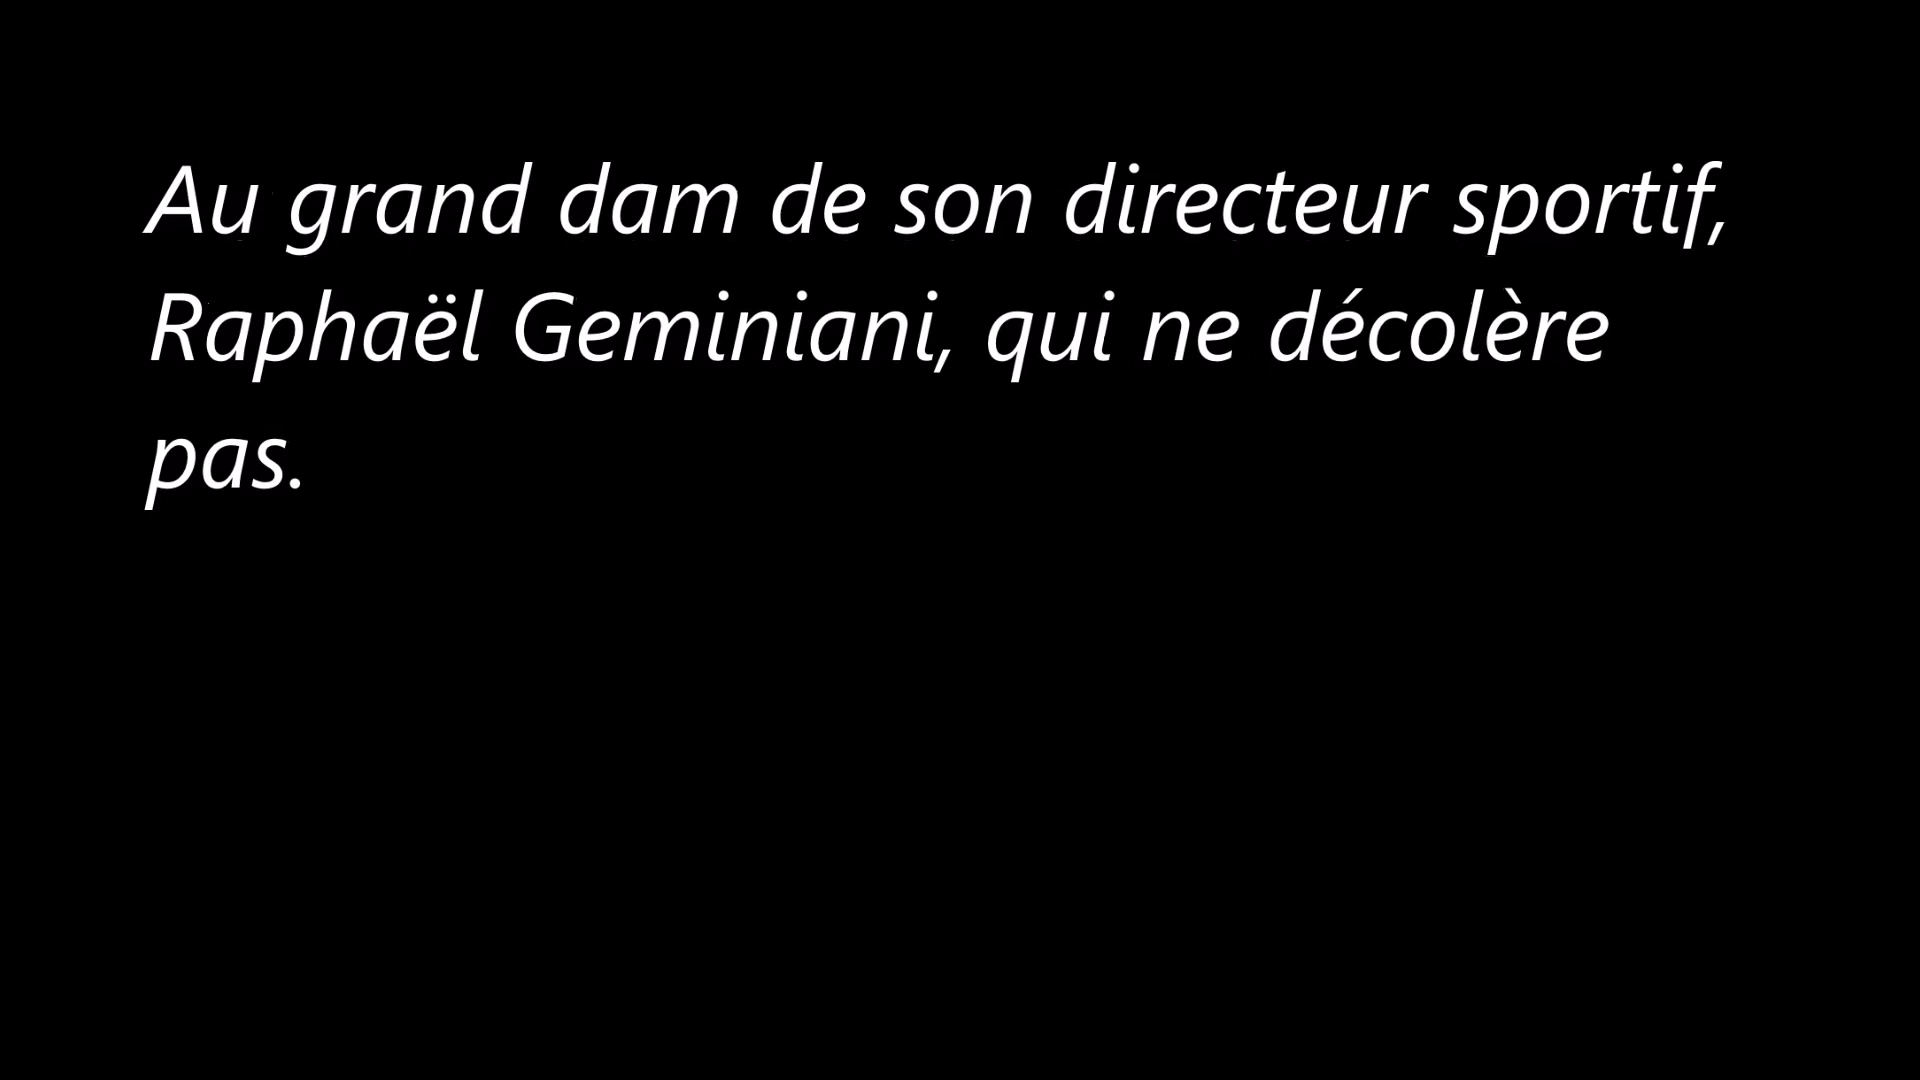 Au grand dam de son directeur sportif,
Raphaël Geminiani, qui ne décolère
pas.